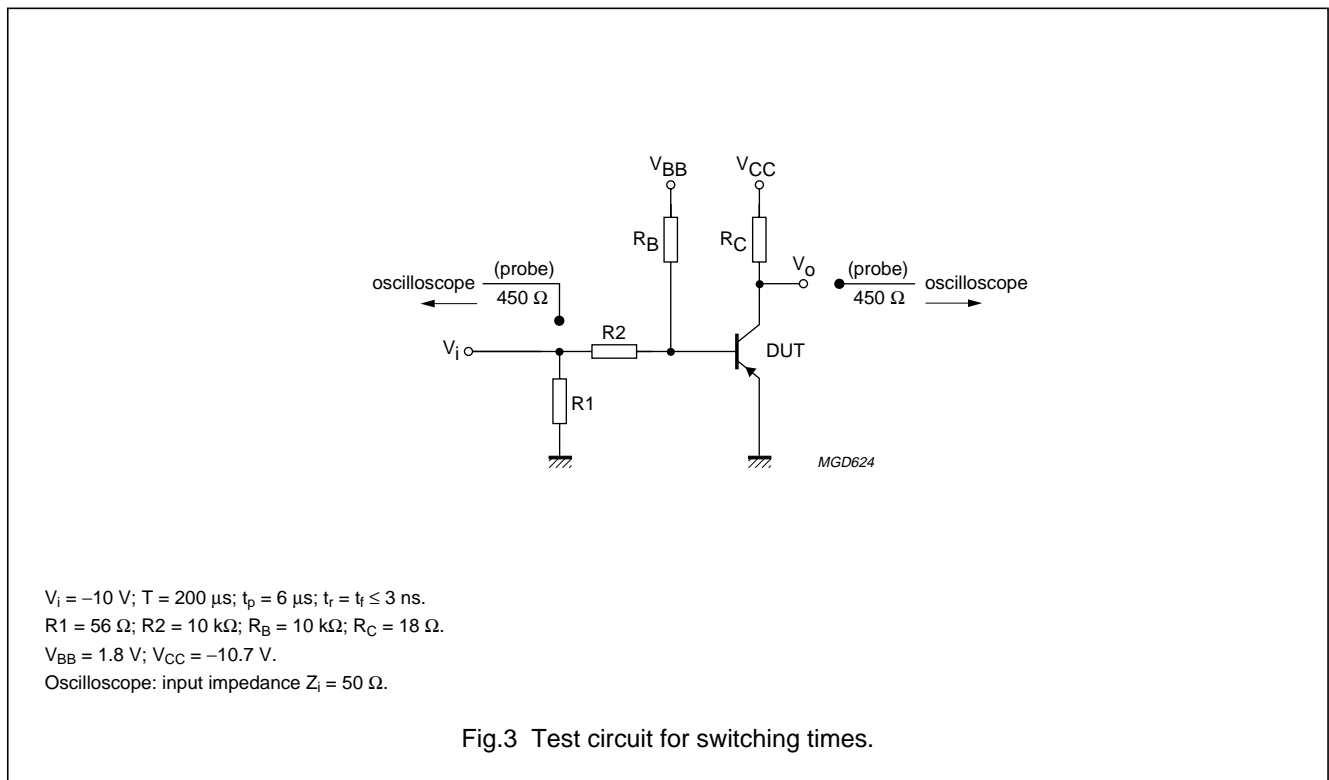 V_BB V_CC
R_B R_C
V_o
oscilloscope (probe) 450 Ω
(probe) 450 Ω oscilloscope
R2
V_i
DUT
R1
MGD624
V_i = −10 V; T = 200 µs; t_p = 6 µs; t_r = t_f ≤ 3 ns.
R1 = 56 Ω; R2 = 10 kΩ; R_B = 10 kΩ; R_C = 18 Ω.
V_BB = 1.8 V; V_CC = −10.7 V.
Oscilloscope: input impedance Z_i = 50 Ω.
Fig.3 Test circuit for switching times.